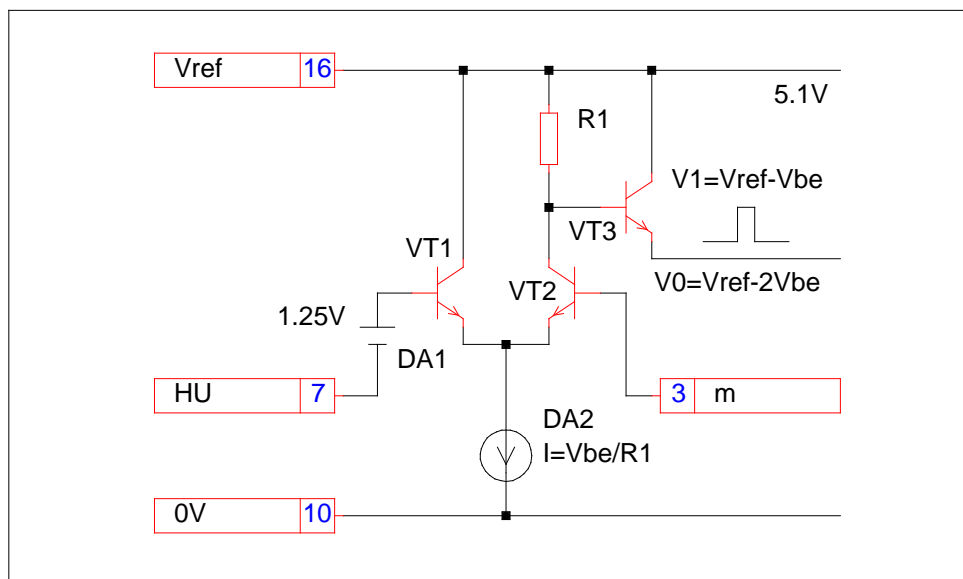 Vref 16
5.1V
R1
V1=Vref-Vbe
VT3
VT1
V0=Vref-2Vbe
VT2
1.25V
DA1
HU 7
3 m
DA2
I=Vbe/R1
0V 10